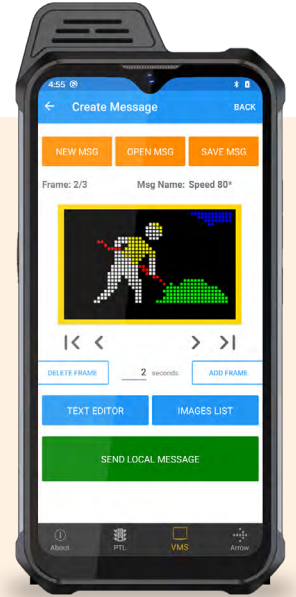 4:55
Create Message BACK
NEW MSG OPEN MSG SAVE MSG
Frame: 2/3 Msg Name: Speed 80*
DELETE FRAME 2 seconds ADD FRAME
TEXT EDITOR IMAGES LIST
SEND LOCAL MESSAGE
About PTL VMS Arrow